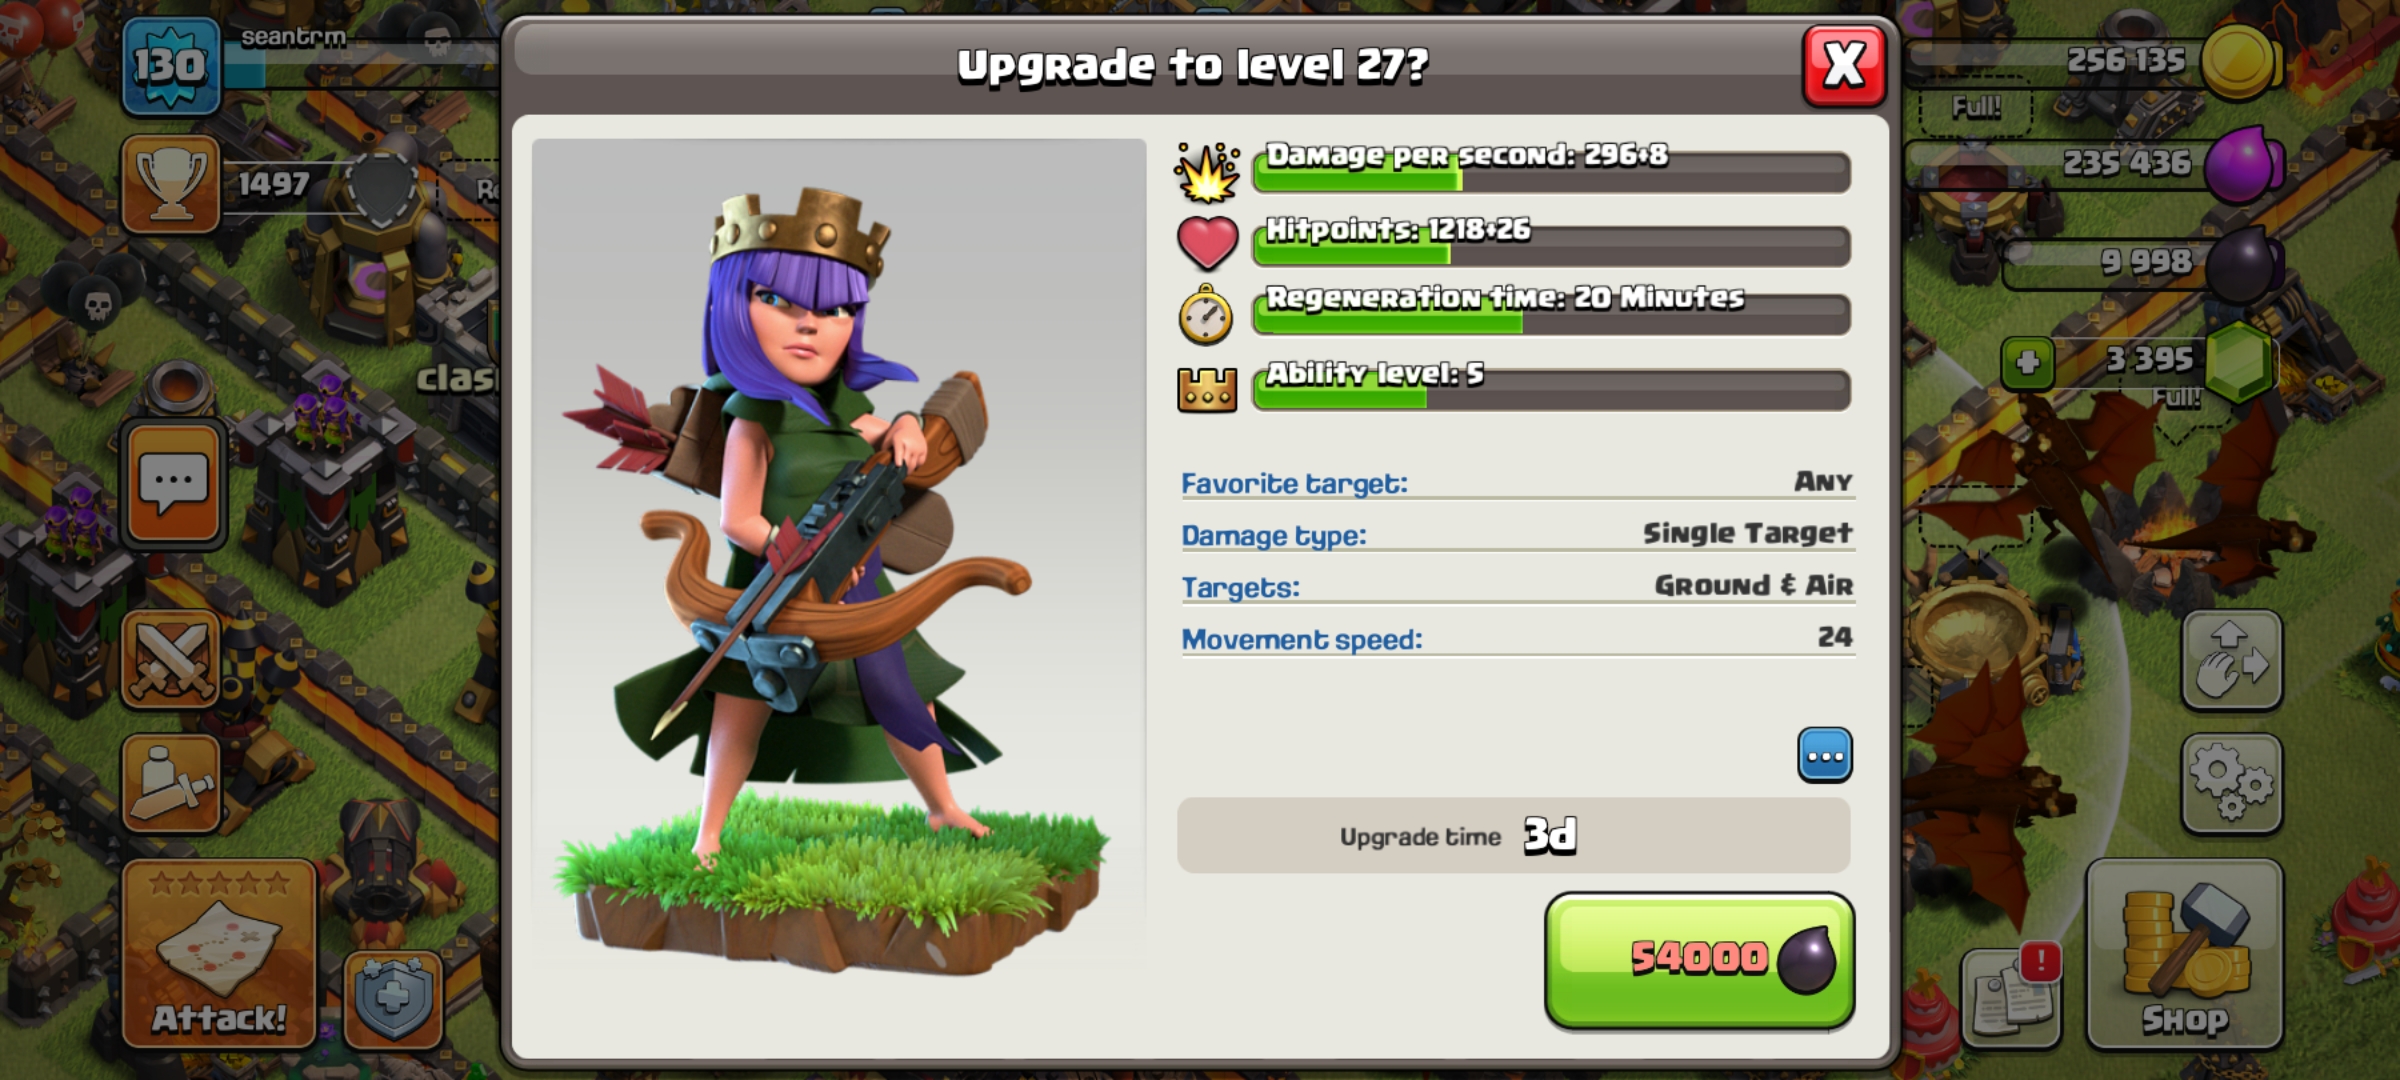 130
seantrm
1497
Upgrade to level 27?
X
256 135
Full!
235 436
9 998
3 395
Full!
Damage per second: 296+8
Hitpoints: 1218+26
Regeneration time: 20 Minutes
Ability level: 5
Favorite target: Any
Damage type: Single Target
Targets: Ground & Air
Movement speed: 24
Upgrade time 3d
54000
Attack!
!
Shop